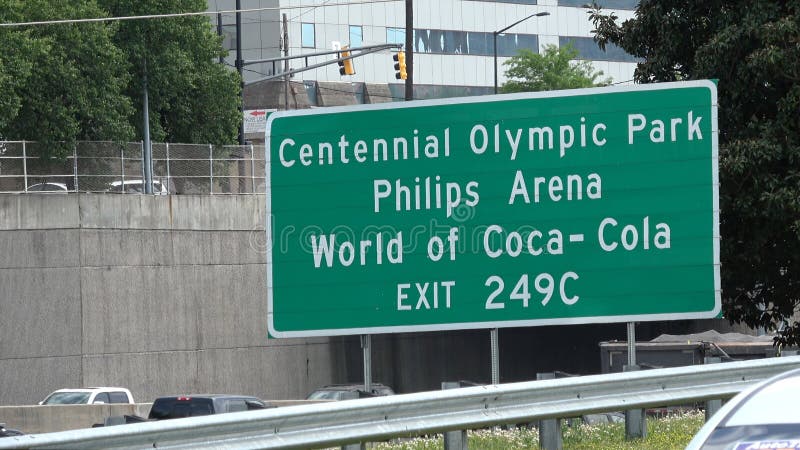 Centennial Olympic Park
Philips Arena
World of Coca-Cola
EXIT 249C